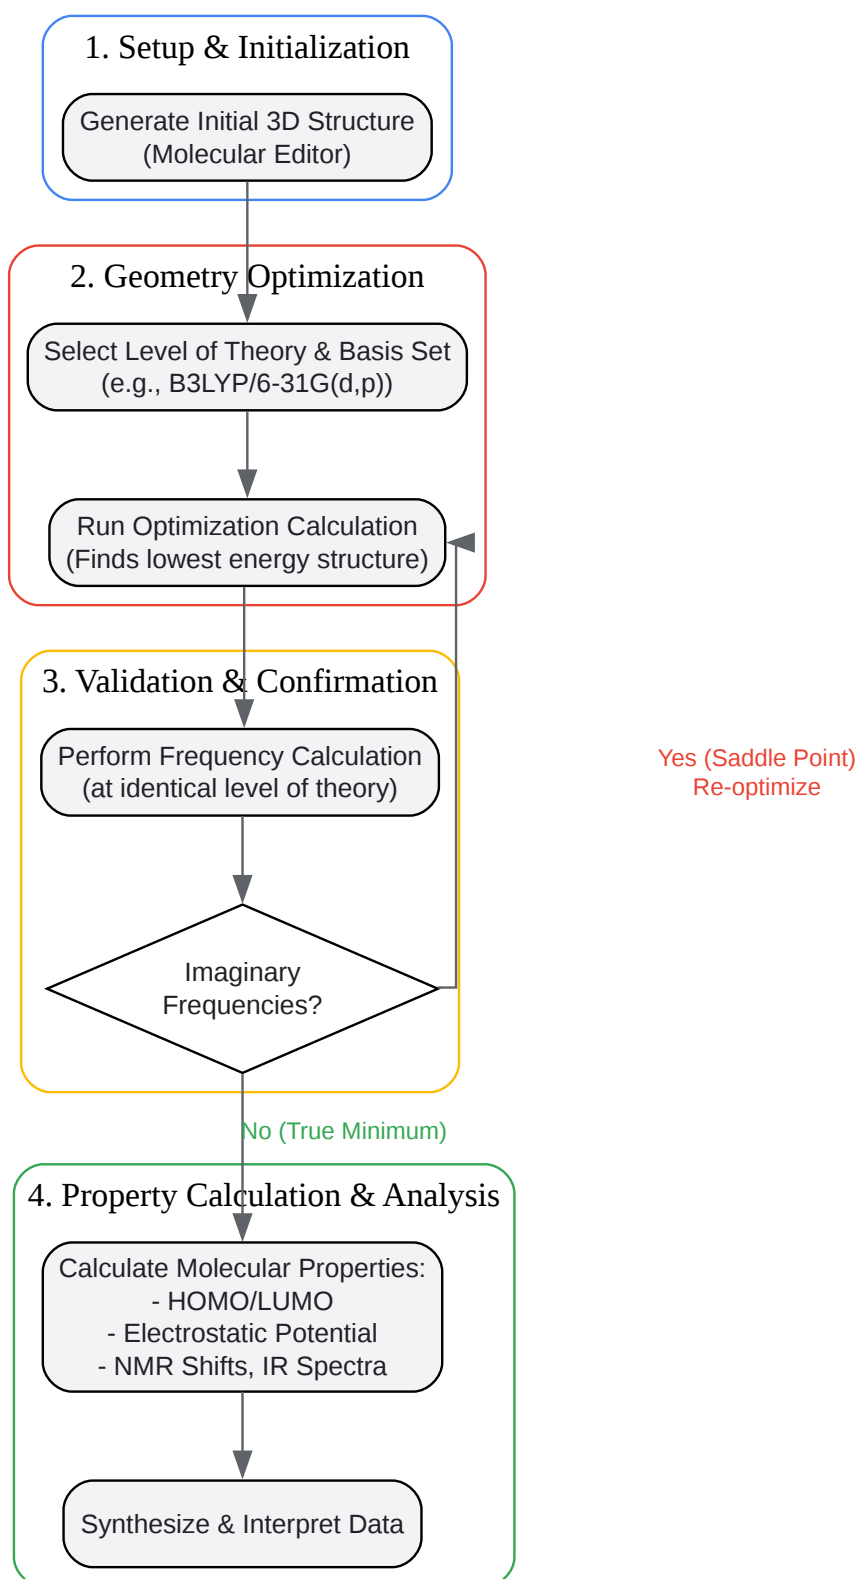 1. Setup & Initialization
Generate Initial 3D Structure
(Molecular Editor)
2. Geometry Optimization
Select Level of Theory & Basis Set
(e.g., B3LYP/6-31G(d,p))
Run Optimization Calculation
(Finds lowest energy structure)
3. Validation & Confirmation
Perform Frequency Calculation
(at identical level of theory)
Yes (Saddle Point)
Re-optimize
Imaginary
Frequencies?
No (True Minimum)
4. Property Calculation & Analysis
Calculate Molecular Properties:
- HOMO/LUMO
- Electrostatic Potential
- NMR Shifts, IR Spectra
Synthesize & Interpret Data